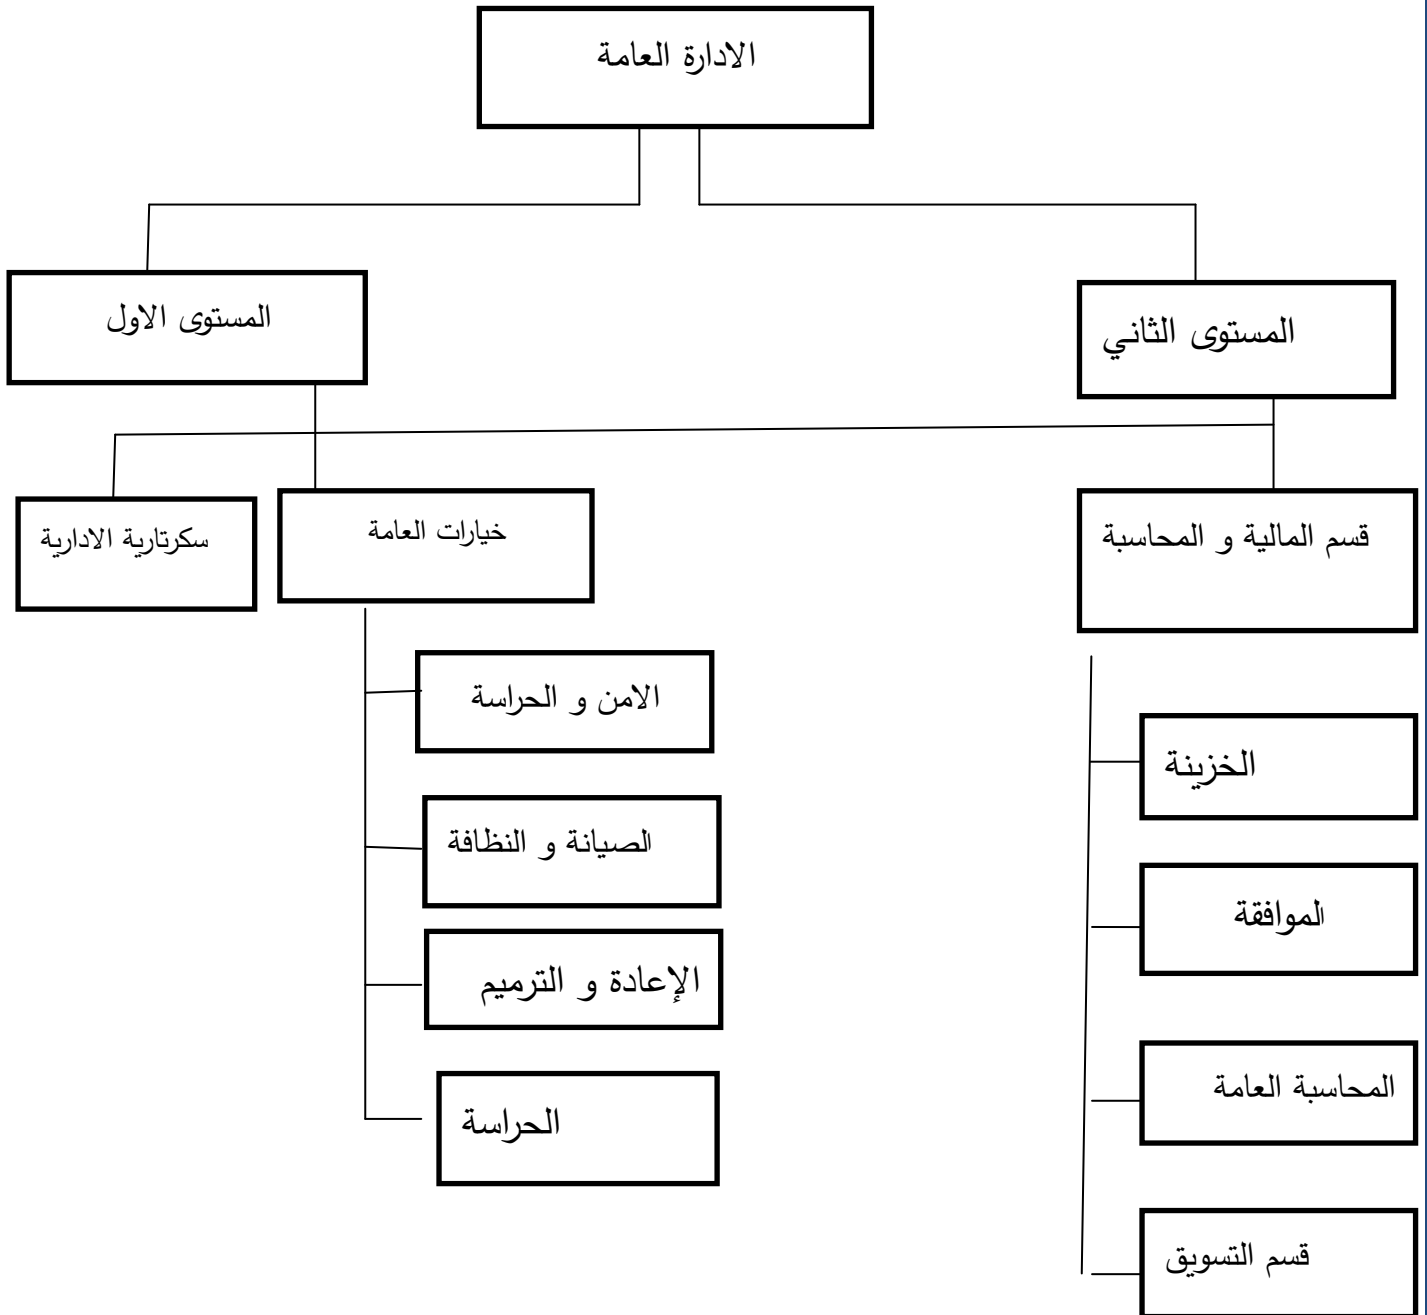 الادارة العامة
المستوى الاول
المستوى الثاني
سكرتارية الادارية
خيارات العامة
قسم المالية و المحاسبة
الامن و الحراسة
الصيانة و النظافة
الإعادة و الترميم
الحراسة
الخزينة
الموافقة
المحاسبة العامة
قسم التسويق